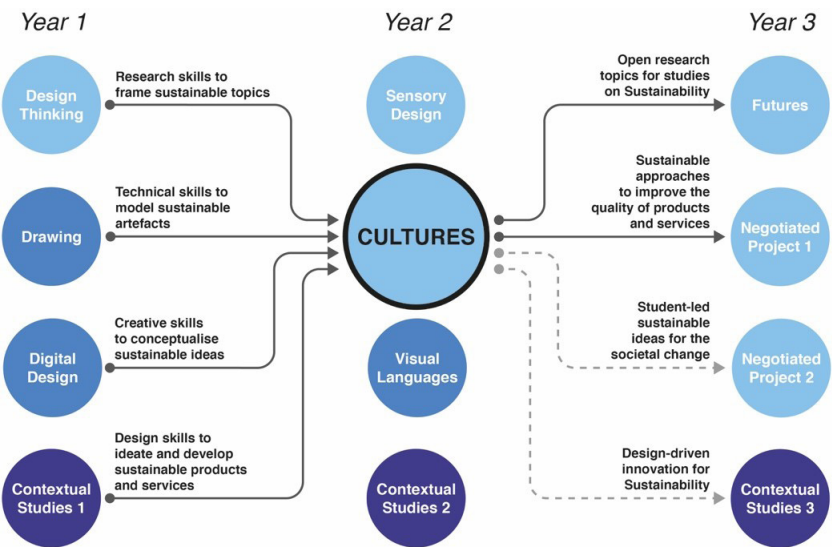 Year 1
Year 2
Year 3
Design
Thinking
Research skills to
frame sustainable topics
Sensory
Design
Open research
topics for studies
on Sustainability
Futures
Drawing
Technical skills to
model sustainable
artefacts
CULTURES
Sustainable
approaches
to improve the
quality of products
and services
Negotiated
Project 1
Digital
Design
Creative skills
to conceptualise
sustainable ideas
Visual
Languages
Student-led
sustainable
ideas for the
societal change
Negotiated
Project 2
Contextual
Studies 1
Design skills to
ideate and develop
sustainable products
and services
Contextual
Studies 2
Design-driven
innovation for
Sustainability
Contextual
Studies 3